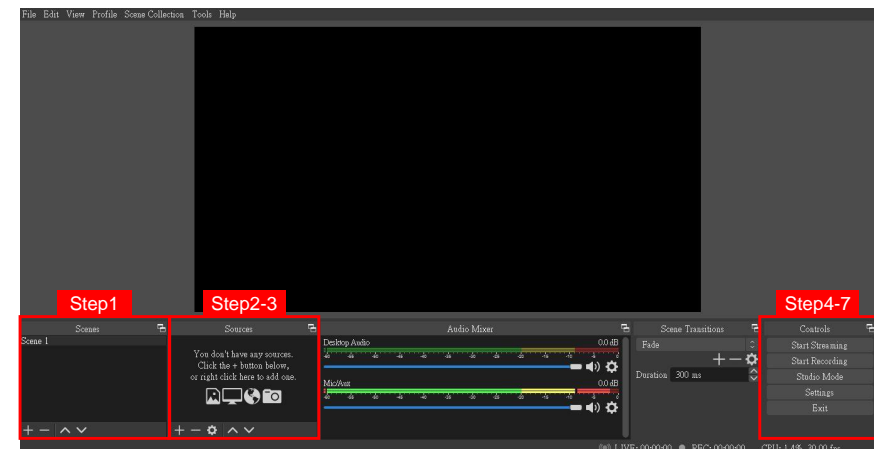 File Edit View Profile Scene Collection Tools Help
Step1
Step2-3
Step4-7
Scenes
Scene 1
Sources
You don't have any sources.
Click the + button below,
or right click here to add one.
Audio Mixer
Desktop Audio 0.0 dB
Mic/Aux 0.0 dB
Scene Transitions
Fade
Duration 300 ms
Controls
Start Streaming
Start Recording
Studio Mode
Settings
Exit
LIVE: 00:00:00 REC: 00:00:00 CPU: 1.4%, 30.00 fps